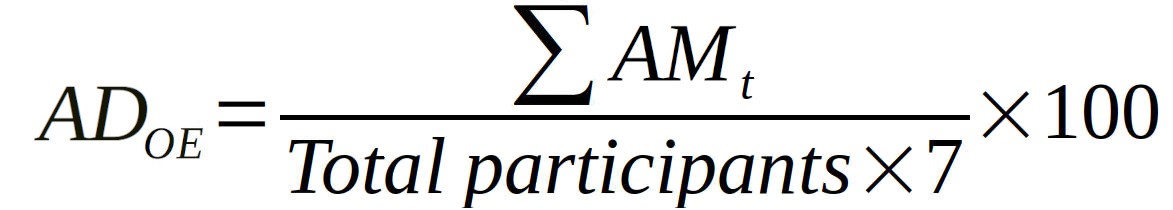 AD_OE = ∑ AM_t / Total participants × 7 × 100